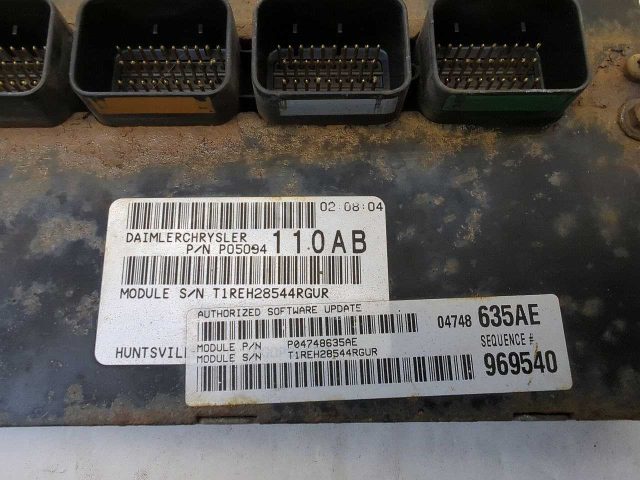 02:08:04
DAIMLERCHRYSLER
P/N P05094 110AB
MODULE S/N T1REH28544RGUR
AUTHORIZED SOFTWARE UPDATE
04748 635AE
MODULE P/N P04748635AE
MODULE S/N T1REH28544RGUR
SEQUENCE #
969540